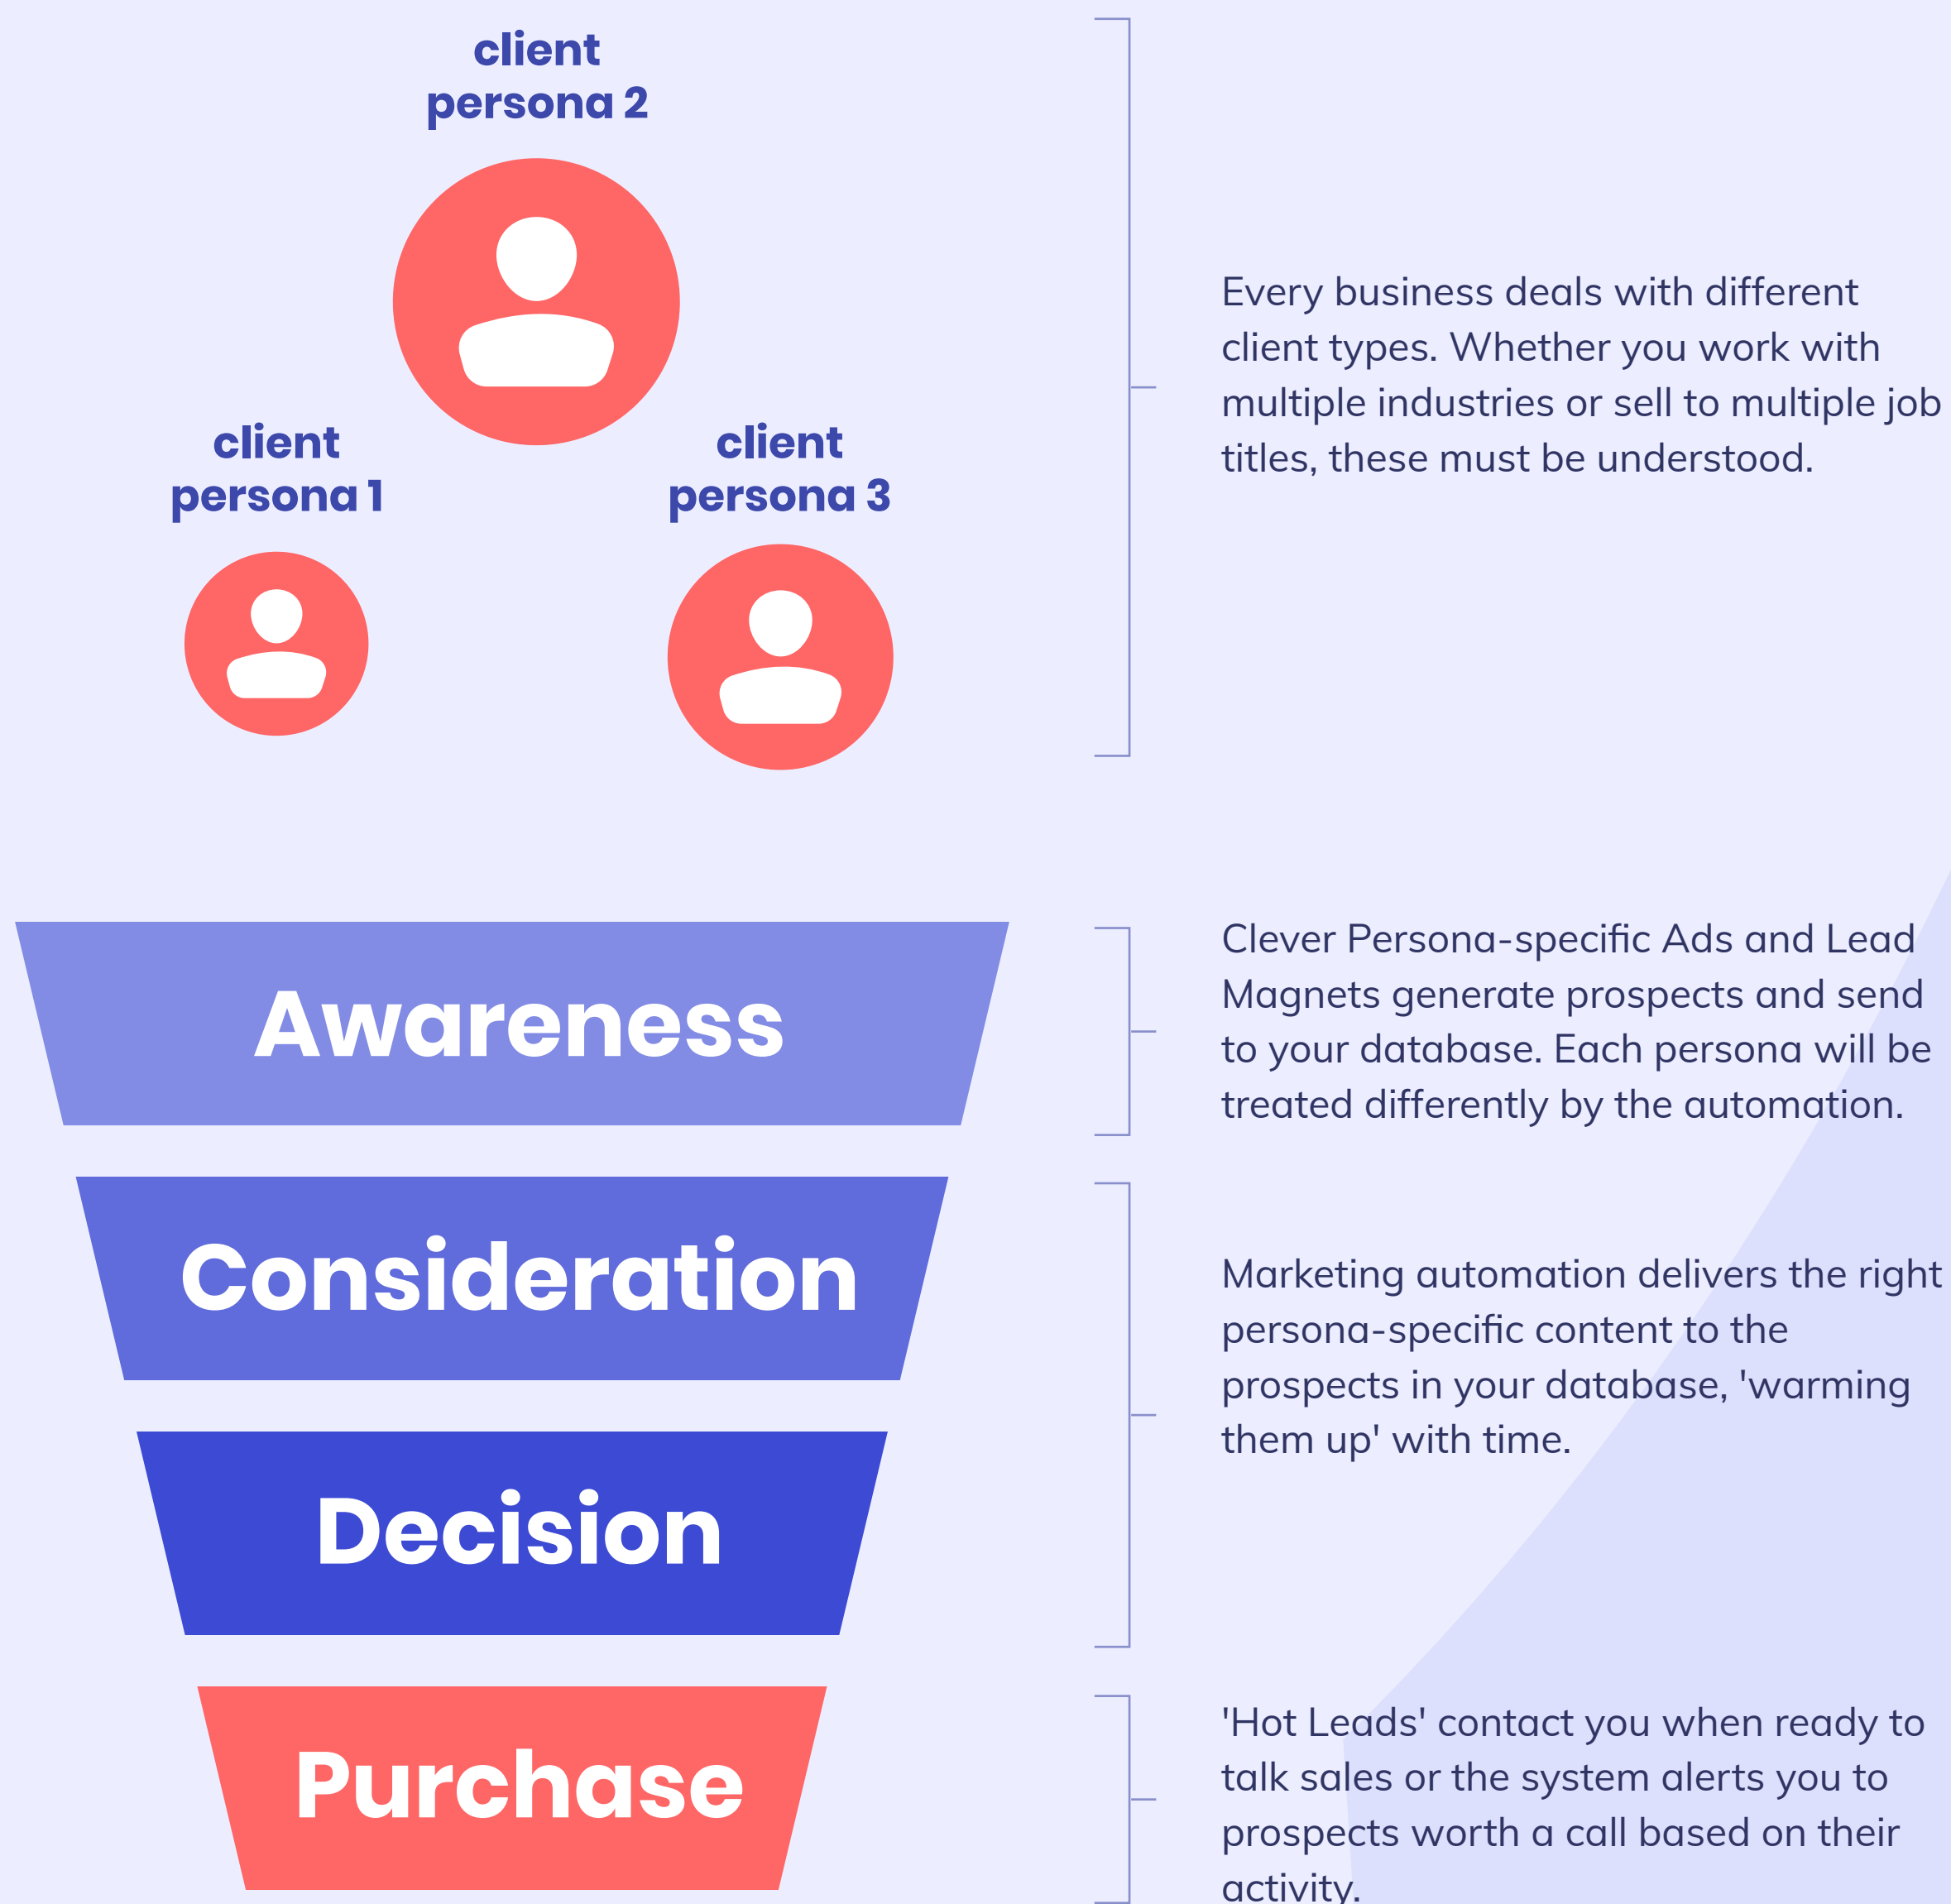 client
persona 2
client
persona 1
client
persona 3
Every business deals with different
client types. Whether you work with
multiple industries or sell to multiple job
titles, these must be understood.
Awareness
Clever Persona-specific Ads and Lead
Magnets generate prospects and send
to your database. Each persona will be
treated differently by the automation.
Consideration
Decision
Marketing automation delivers the right
persona-specific content to the
prospects in your database, 'warming
them up' with time.
Purchase
'Hot Leads' contact you when ready to
talk sales or the system alerts you to
prospects worth a call based on their
activity.